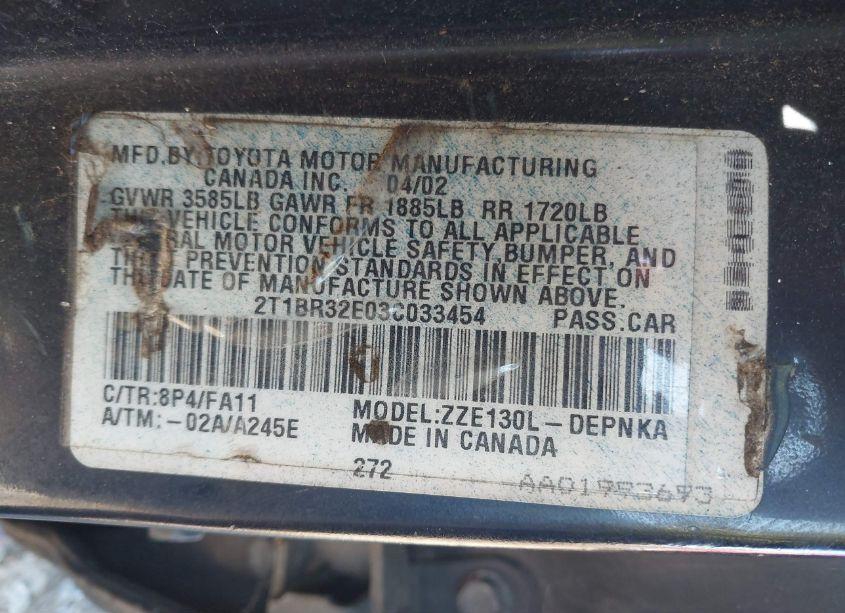 MFD.BY:TOYOTA MOTOR MANUFACTURING
CANADA INC. 04/02
GVWR 3585LB GAWR FR 1885LB RR 1720LB
THIS VEHICLE CONFORMS TO ALL APPLICABLE
MOTOR VEHICLE SAFETY, BUMPER, AND
PREVENTION STANDARDS IN EFFECT ON
THE DATE OF MANUFACTURE SHOWN ABOVE.
2T1BR32E03C033454 PASS.CAR
C/TR:8P4/FA11
A/TM:-02A/A245E
MODEL:ZZE130L-DEPNKA
MADE IN CANADA
272
AA01953693